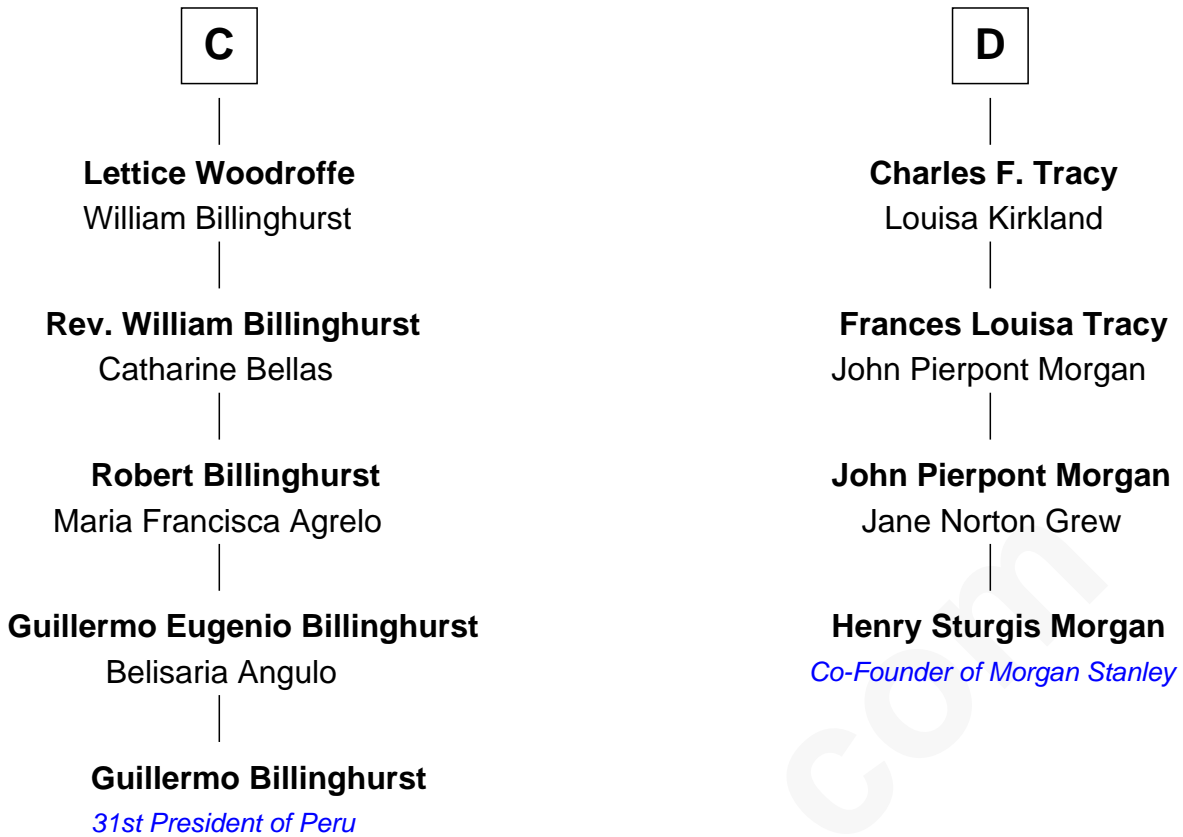 C
Lettice Woodroffe
William Billinghurst
Rev. William Billinghurst
Catharine Bellas
Robert Billinghurst
Maria Francisca Agrelo
Guillermo Eugenio Billinghurst
Belisaria Angulo
Guillermo Billinghurst
31st President of Peru
D
Charles F. Tracy
Louisa Kirkland
Frances Louisa Tracy
John Pierpont Morgan
John Pierpont Morgan
Jane Norton Grew
Henry Sturgis Morgan
Co-Founder of Morgan Stanley
com